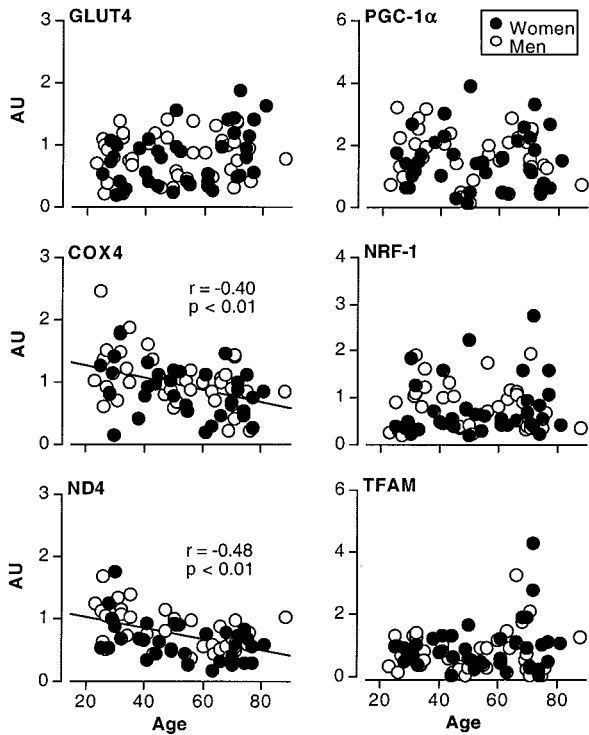 GLUT4
PGC-1α
Women
Men
3
2
1
0
AU
6
4
2
0
COX4
r = -0.40
p < 0.01
3
2
1
0
AU
NRF-1
4
3
2
1
0
ND4
r = -0.48
p < 0.01
3
2
1
0
AU
20 40 60 80
Age
TFAM
6
4
2
0
20 40 60 80
Age